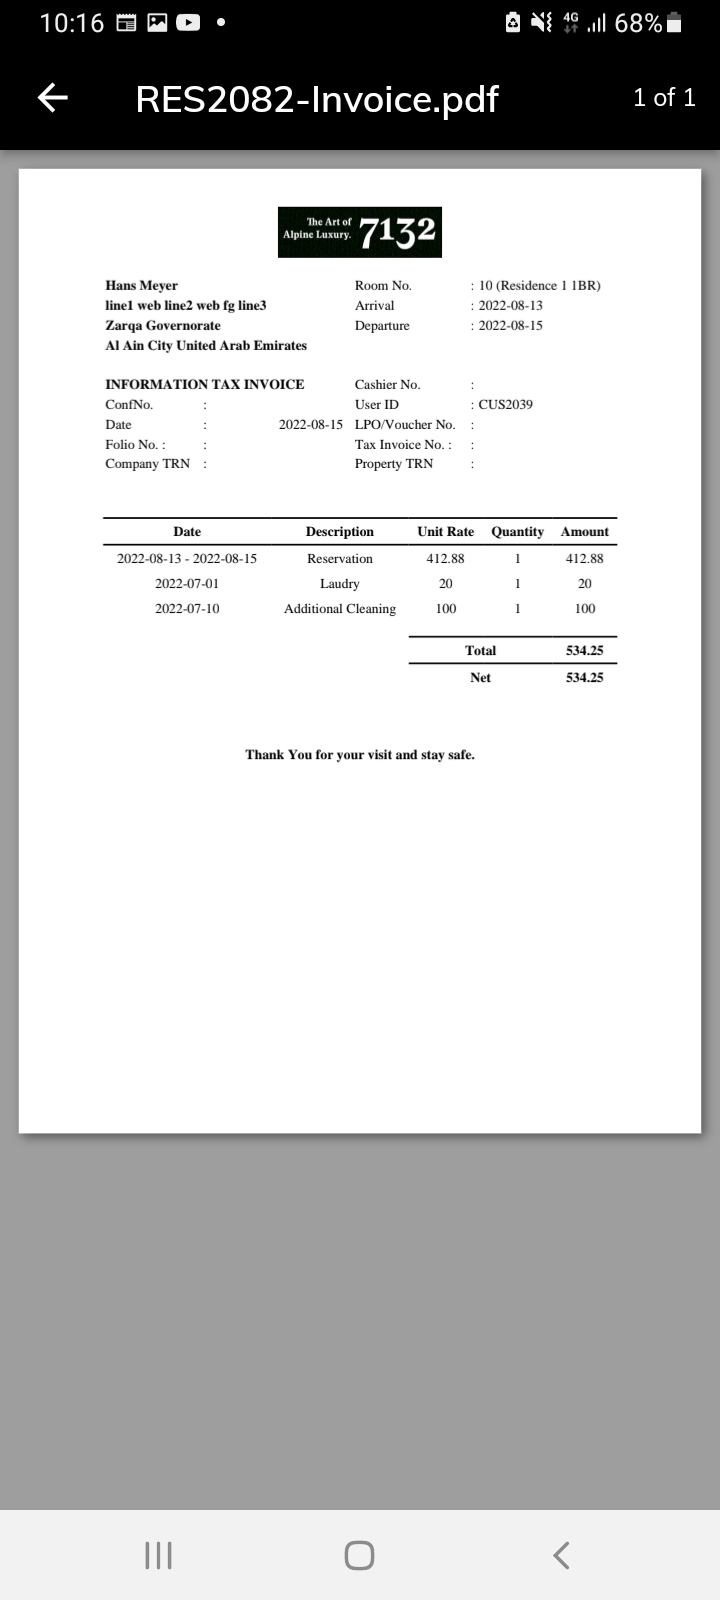 10:16
4G
68%
RES2082-Invoice.pdf
1 of 1
The Art of
Alpine Luxury.
7132
Hans Meyer Room No. : 10 (Residence 1 1BR)
line1 web line2 web fg line3 Arrival : 2022-08-13
Zarqa Governorate Departure : 2022-08-15
Al Ain City United Arab Emirates
INFORMATION TAX INVOICE Cashier No. :
ConfNo. : User ID : CUS2039
Date : 2022-08-15 LPO/Voucher No. :
Folio No. : : Tax Invoice No. : :
Company TRN : Property TRN :
Date Description Unit Rate Quantity Amount
2022-08-13 - 2022-08-15 Reservation 412.88 1 412.88
2022-07-01 Laudry 20 1 20
2022-07-10 Additional Cleaning 100 1 100
Total 534.25
Net 534.25
Thank You for your visit and stay safe.